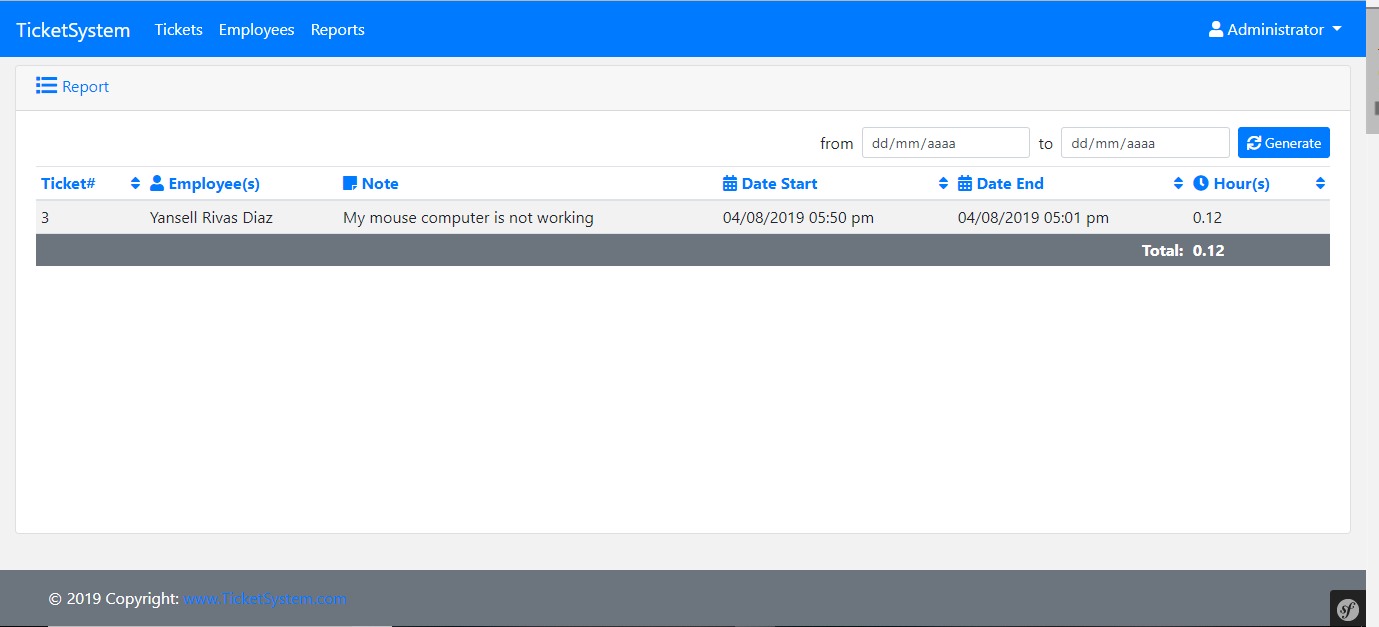 TicketSystem Tickets Employees Reports Administrator
Report
from dd/mm/aaaa to dd/mm/aaaa Generate
Ticket# Employee(s) Note Date Start Date End Hour(s)
3 Yansell Rivas Diaz My mouse computer is not working 04/08/2019 05:50 pm 04/08/2019 05:01 pm 0.12
Total: 0.12
© 2019 Copyright: www.TicketSystem.com
sf